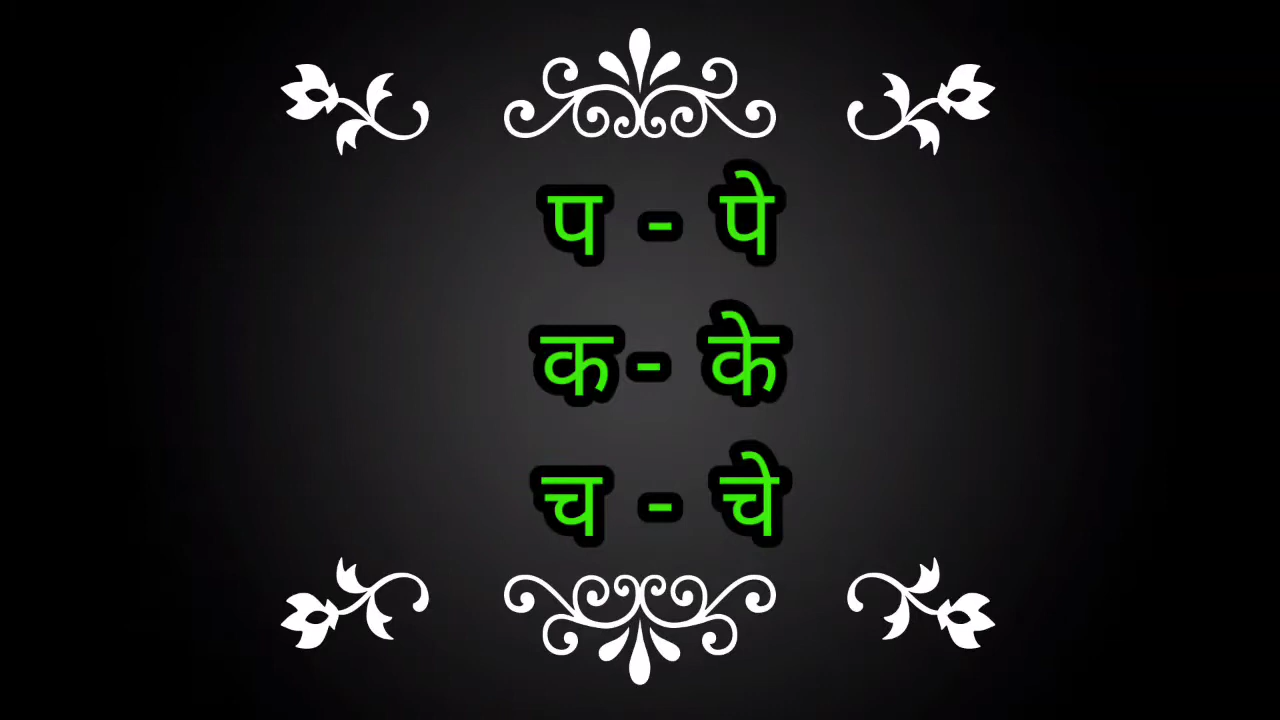 प - पे
क - के
च - चे